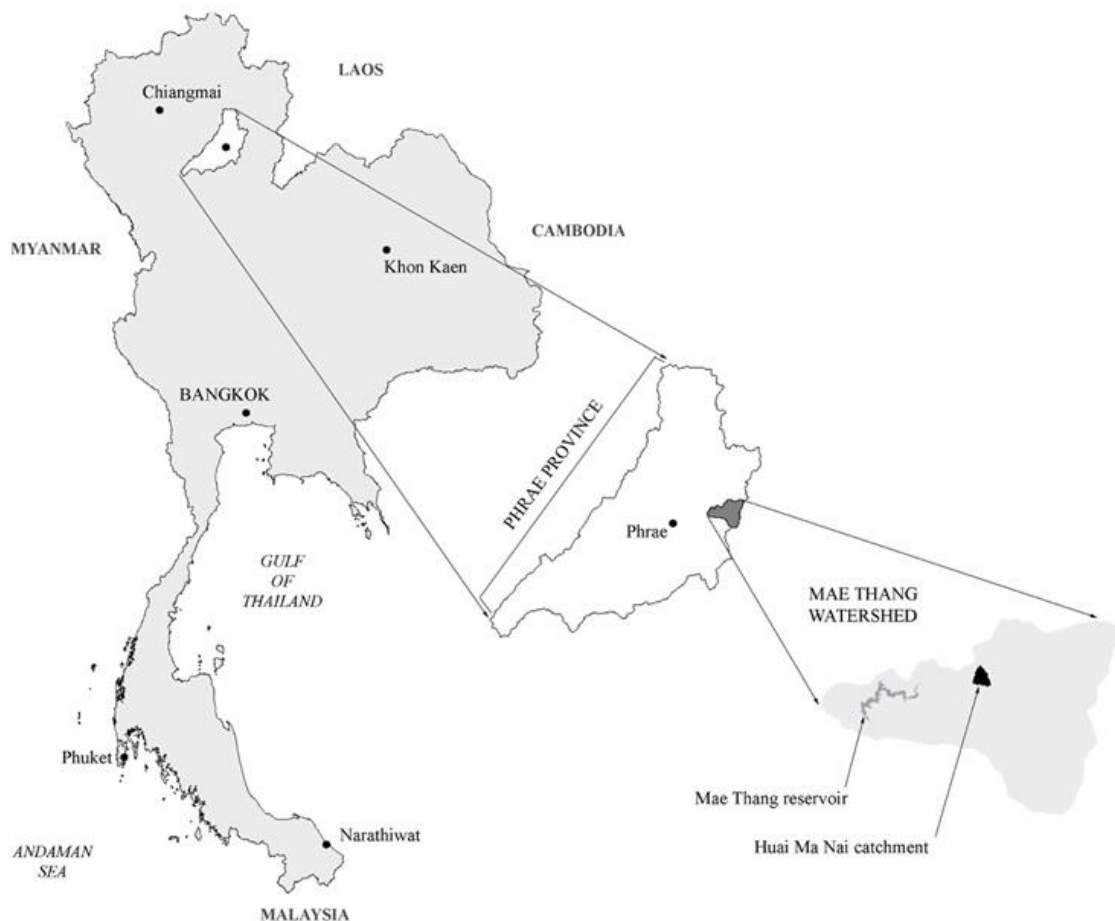 LAOS
Chiangmai
CAMBODIA
MYANMAR
Khon Kaen
BANGKOK
PHRAE PROVINCE
Phrae
GULF
OF
THAILAND
MAE THANG
WATERSHED
Phuket
Mae Thang reservoir
Narathiwat
Huai Ma Nai catchment
ANDAMAN
SEA
MALAYSIA